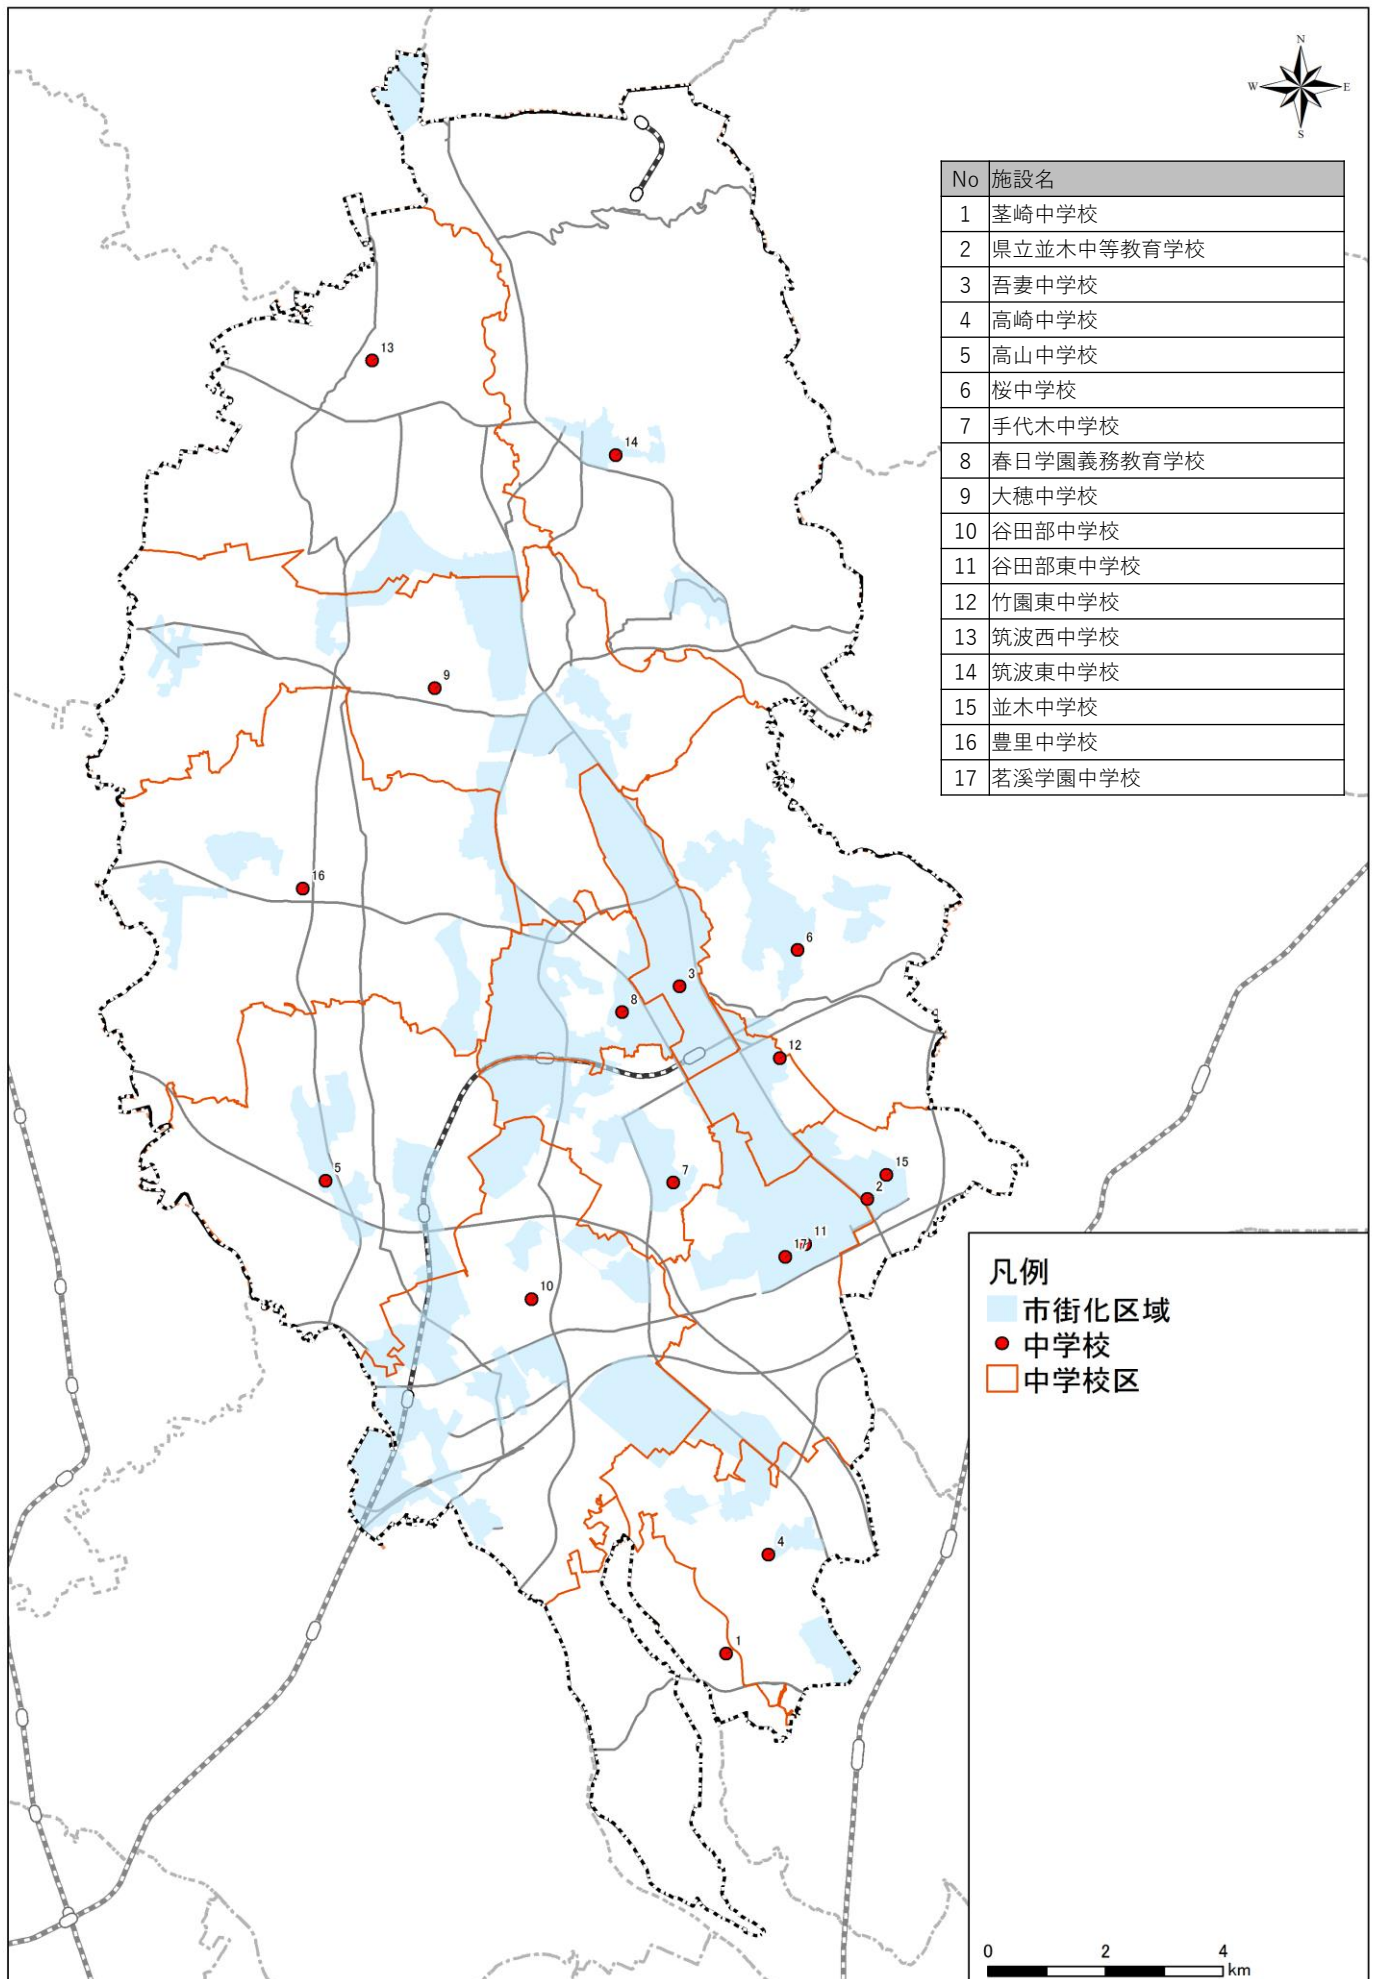 N
W E
S
No 施設名
1 茎崎中学校
2 県立並木中等教育学校
3 吾妻中学校
4 高崎中学校
5 高山中学校
6 桜中学校
7 手代木中学校
8 春日学園義務教育学校
9 大穂中学校
10 谷田部中学校
11 谷田部東中学校
12 竹園東中学校
13 筑波西中学校
14 筑波東中学校
15 並木中学校
16 豊里中学校
17 茗溪学園中学校
13
14
9
16
6
3
8
12
15
5
7
2
11
17
10
4
1
凡例
市街化区域
中学校
中学校区
0 2 4
km